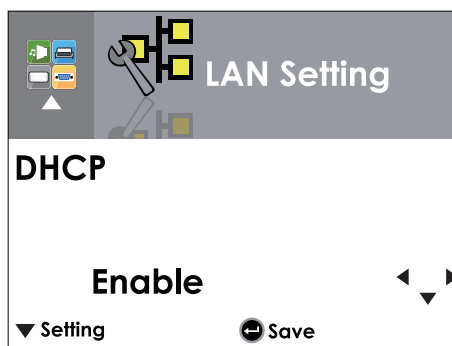 LAN Setting
DHCP
Enable
Setting
Save